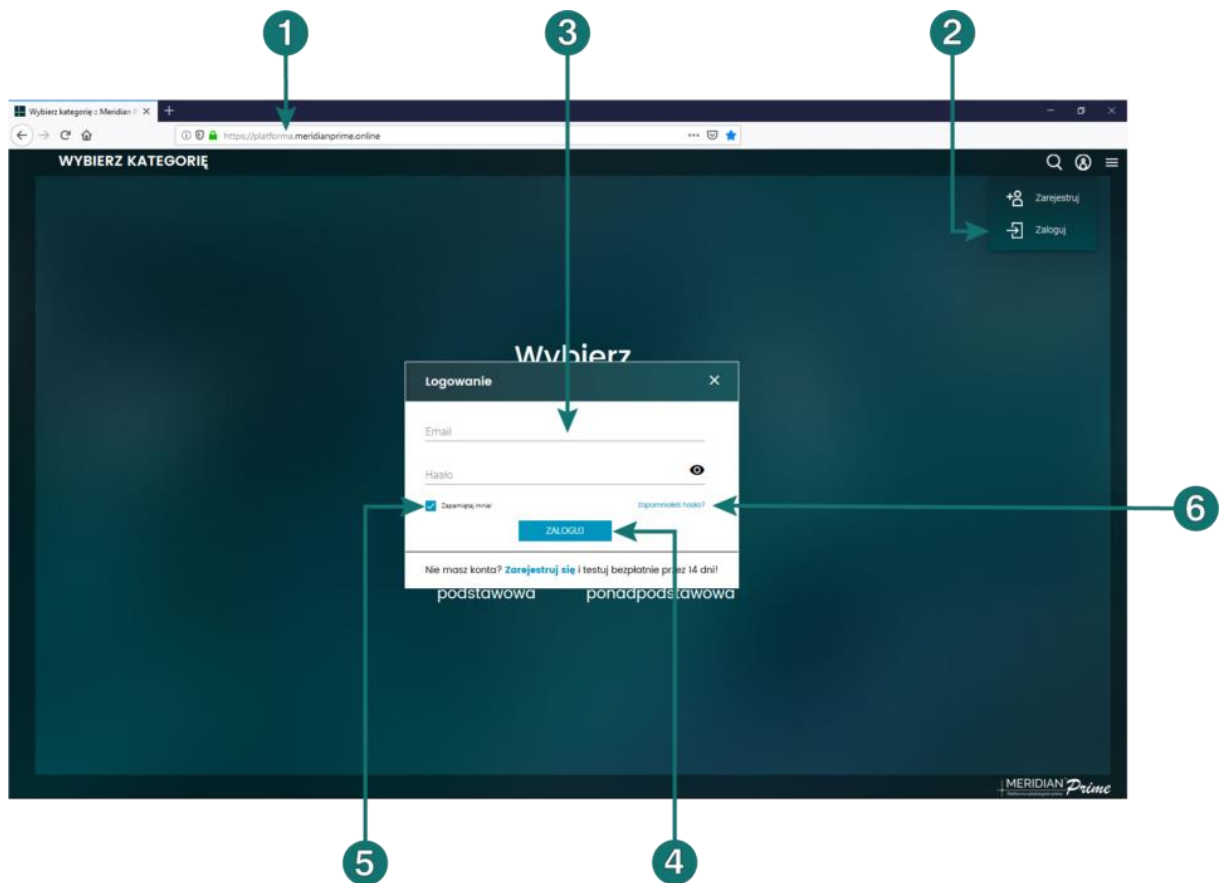 1
3
2
Wybierz kategorię :: Meridian P
https://platforma.meridianprime.online
WYBIERZ KATEGORIĘ
Zarejestruj
Zaloguj
Wybierz
Logowanie
Email
Hasło
Zapamiętaj mnie!
Zapomniałeś hasła?
6
ZALOGUJ
Nie masz konta? Zarejestruj się i testuj bezpłatnie przez 14 dni!
podstawowa ponadpodstawowa
MERIDIAN Prime
5
4